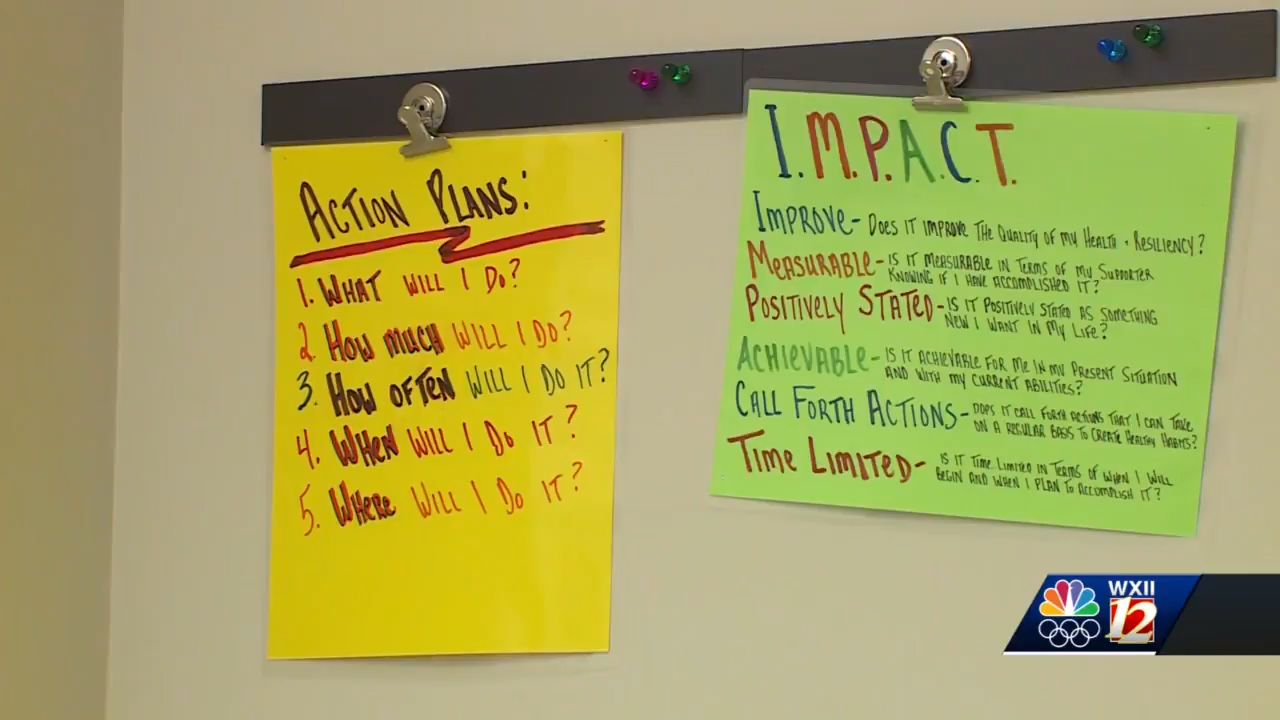 ACTION PLANS:
1. WHAT WILL I DO?
2. HOW MUCH WILL I DO?
3. HOW OFTEN WILL I DO IT?
4. WHEN WILL I DO IT?
5. WHERE WILL I DO IT?
I.M.P.A.C.T.
IMPROVE- DOES IT IMPROVE THE QUALITY OF MY HEALTH + RESILIENCY?
MEASURABLE- IS IT MEASURABLE IN TERMS OF MY SUPPORTER
KNOWING IF I HAVE ACCOMPLISHED IT?
POSITIVELY STATED- IS IT POSITIVELY STATED AS SOMETHING
NEW I WANT IN MY LIFE?
ACHIEVABLE- IS IT ACHIEVABLE FOR ME IN MY PRESENT SITUATION
AND WITH MY CURRENT ABILITIES?
CALL FORTH ACTIONS- DOES IT CALL FORTH ACTIONS THAT I CAN TAKE
ON A REGULAR BASIS TO CREATE HEALTHY HABITS?
TIME LIMITED- IS IT TIME LIMITED IN TERMS OF WHEN I WILL
BEGIN AND WHEN I PLAN TO ACCOMPLISH IT?
WXII
12